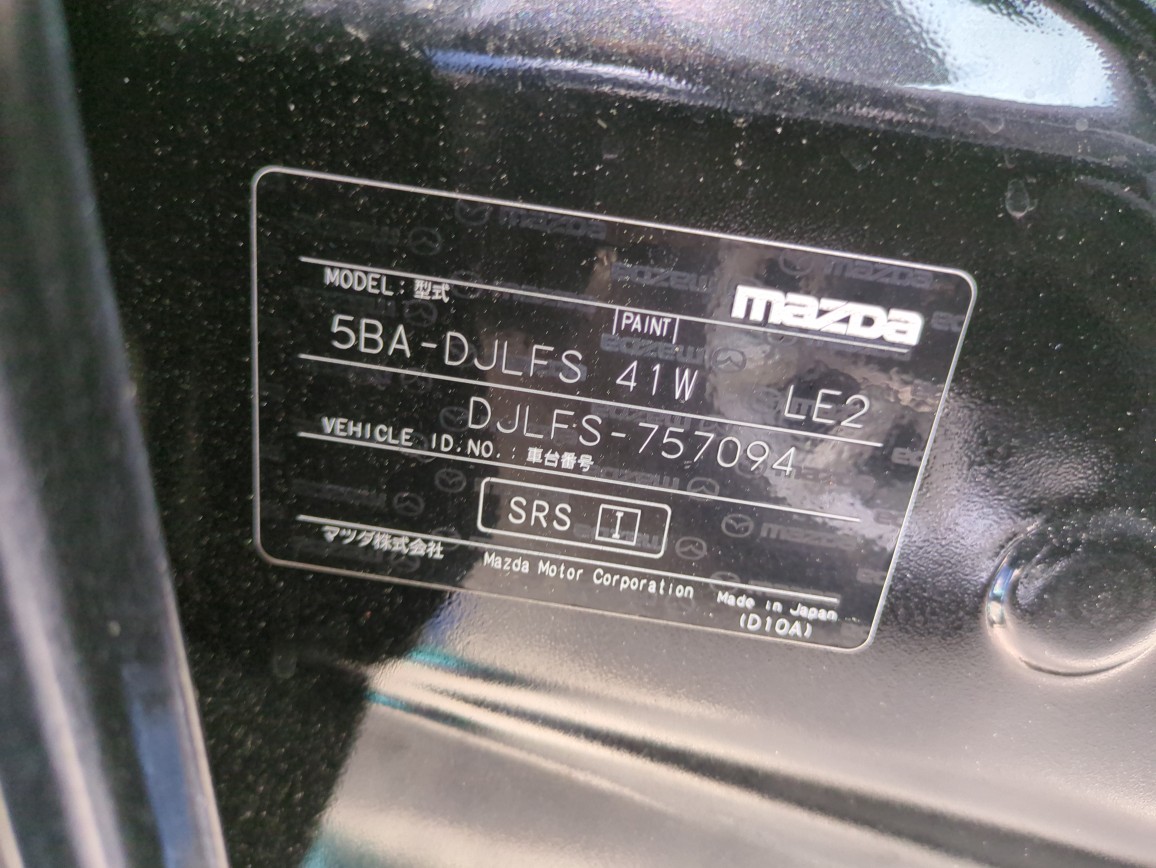 mazda
MODEL：型式
PAINT
5BA-DJLFS 41W LE2
DJLFS-757094
VEHICLE ID.NO.：車台番号
SRS I
マツダ株式会社 Mazda Motor Corporation Made in Japan
(D10A)